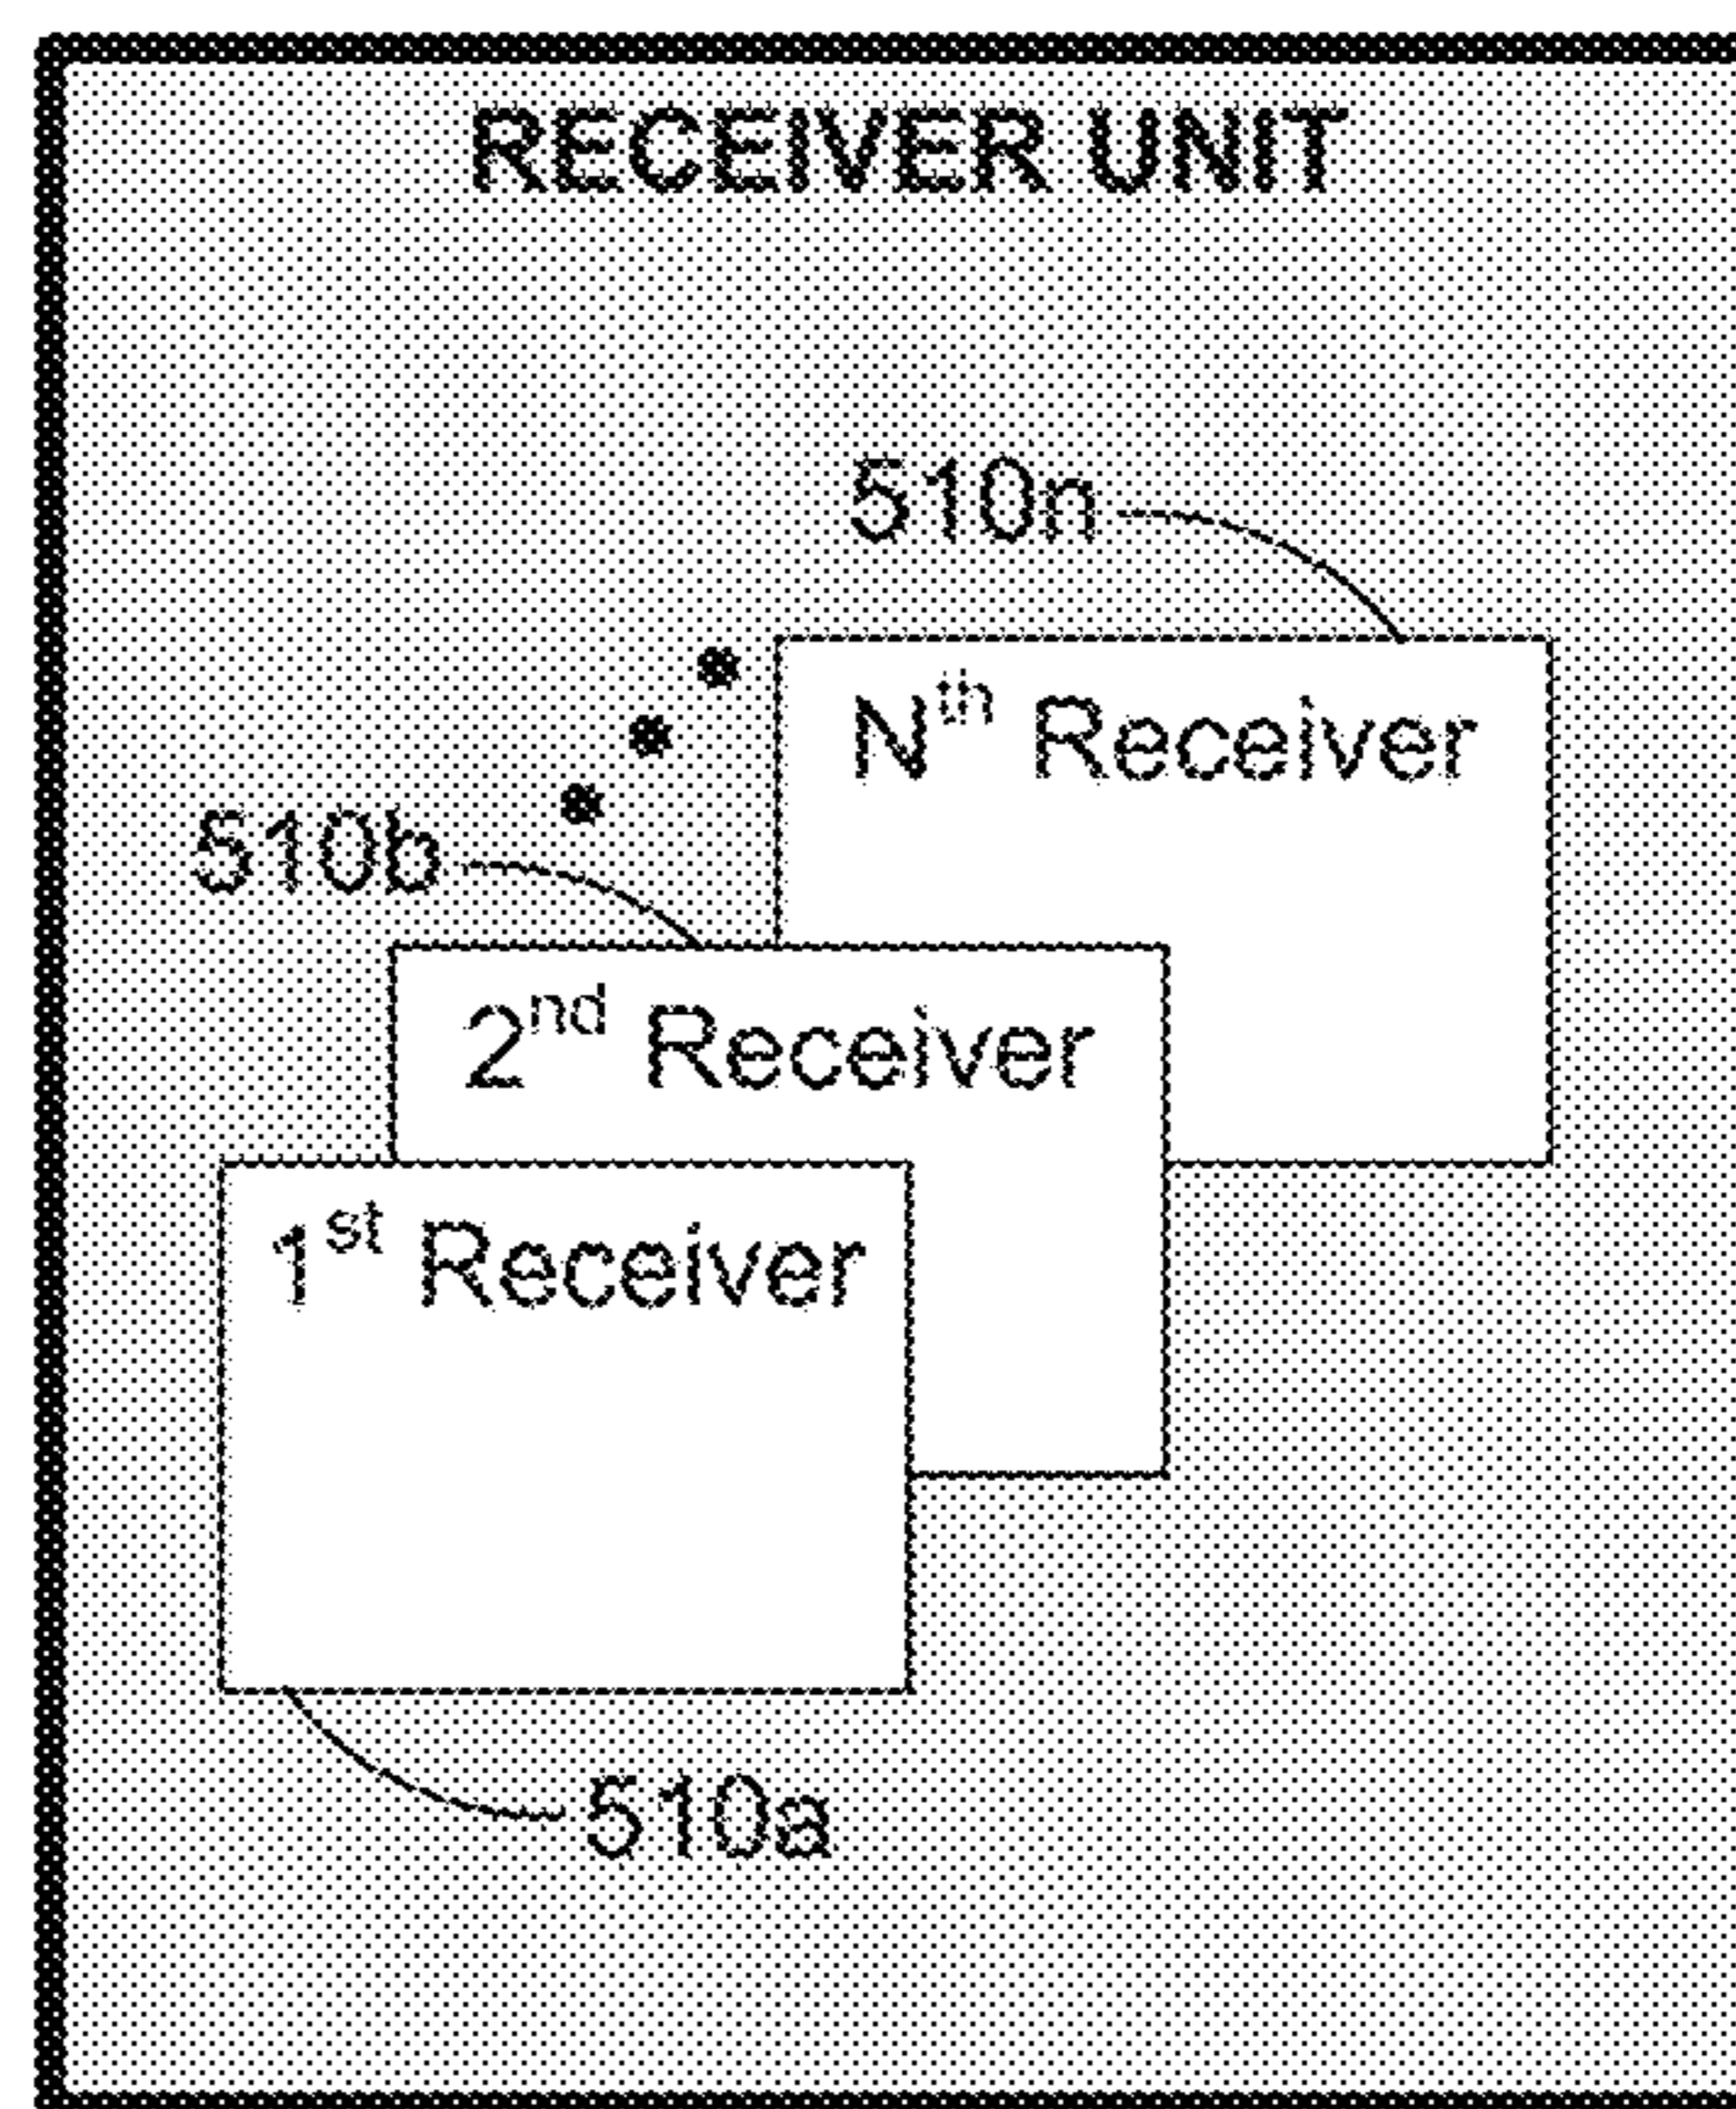 RECEIVER UNIT
510n
Nth Receiver
510b
2nd Receiver
1st Receiver
510a